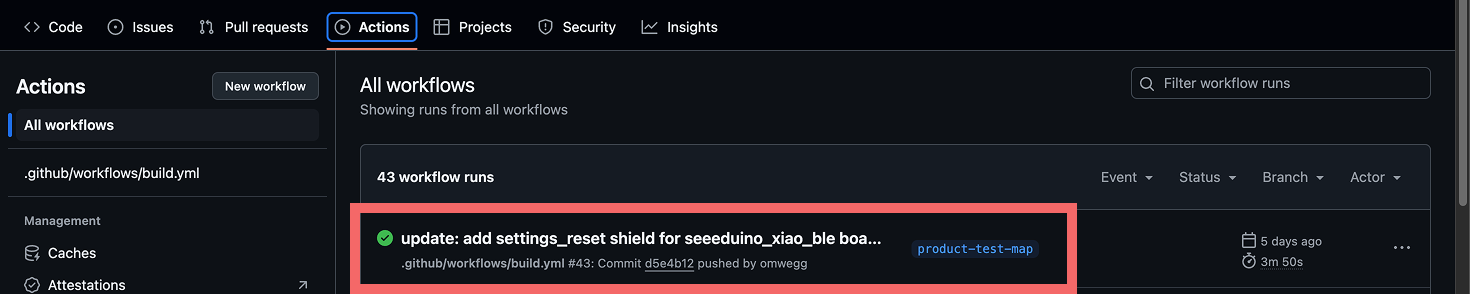 Code Issues Pull requests Actions Projects Security Insights
Actions
New workflow
All workflows
.github/workflows/build.yml
Management
Caches
Attestations
All workflows
Showing runs from all workflows
Filter workflow runs
43 workflow runs
Event Status Branch Actor
update: add settings_reset shield for seeeduino_xiao_ble boa...
.github/workflows/build.yml #43: Commit d5e4b12 pushed by omwegg
product-test-map
5 days ago
3m 50s